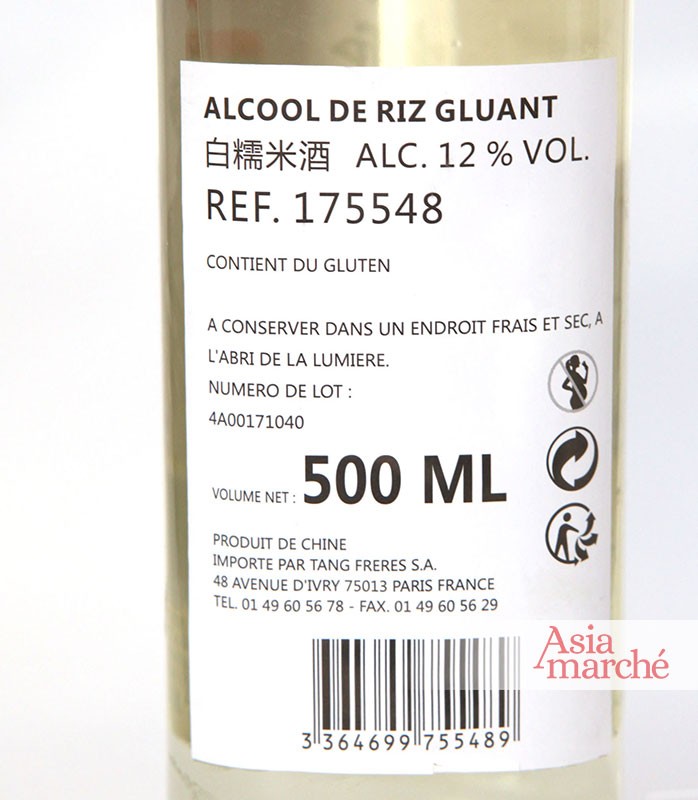 ALCOOL DE RIZ GLUANT
白糯米酒 ALC. 12 % VOL.
REF. 175548
CONTIENT DU GLUTEN
A CONSERVER DANS UN ENDROIT FRAIS ET SEC, A
L'ABRI DE LA LUMIERE.
NUMERO DE LOT :
4A00171040
VOLUME NET : 500 ML
PRODUIT DE CHINE
IMPORTE PAR TANG FRERES S.A.
48 AVENUE D'IVRY 75013 PARIS FRANCE
TEL. 01 49 60 56 78 - FAX. 01 49 60 56 29
Asia
marché
3 364699 755489